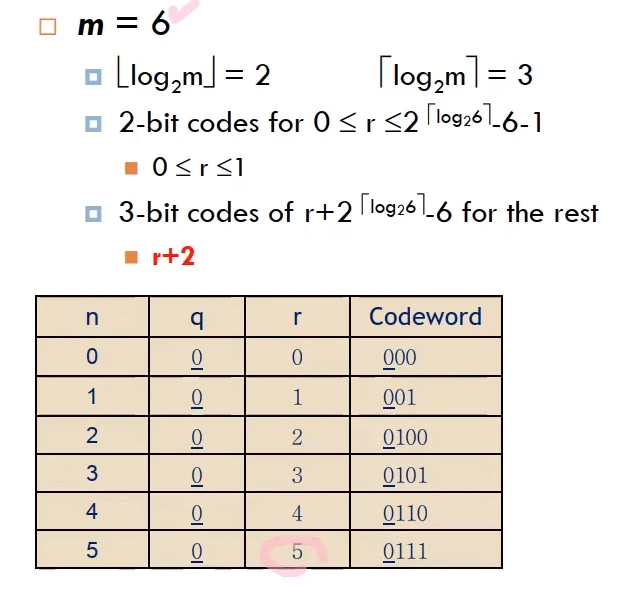 m = 6
⌊log₂m⌋ = 2 ⌈log₂m⌉ = 3
2-bit codes for 0 ≤ r ≤2⌈log₂6⌉-6-1
0 ≤ r ≤1
3-bit codes of r+2⌈log₂6⌉-6 for the rest
r+2
n q r Codeword
0 0 0 000
1 0 1 001
2 0 2 0100
3 0 3 0101
4 0 4 0110
5 0 5 0111